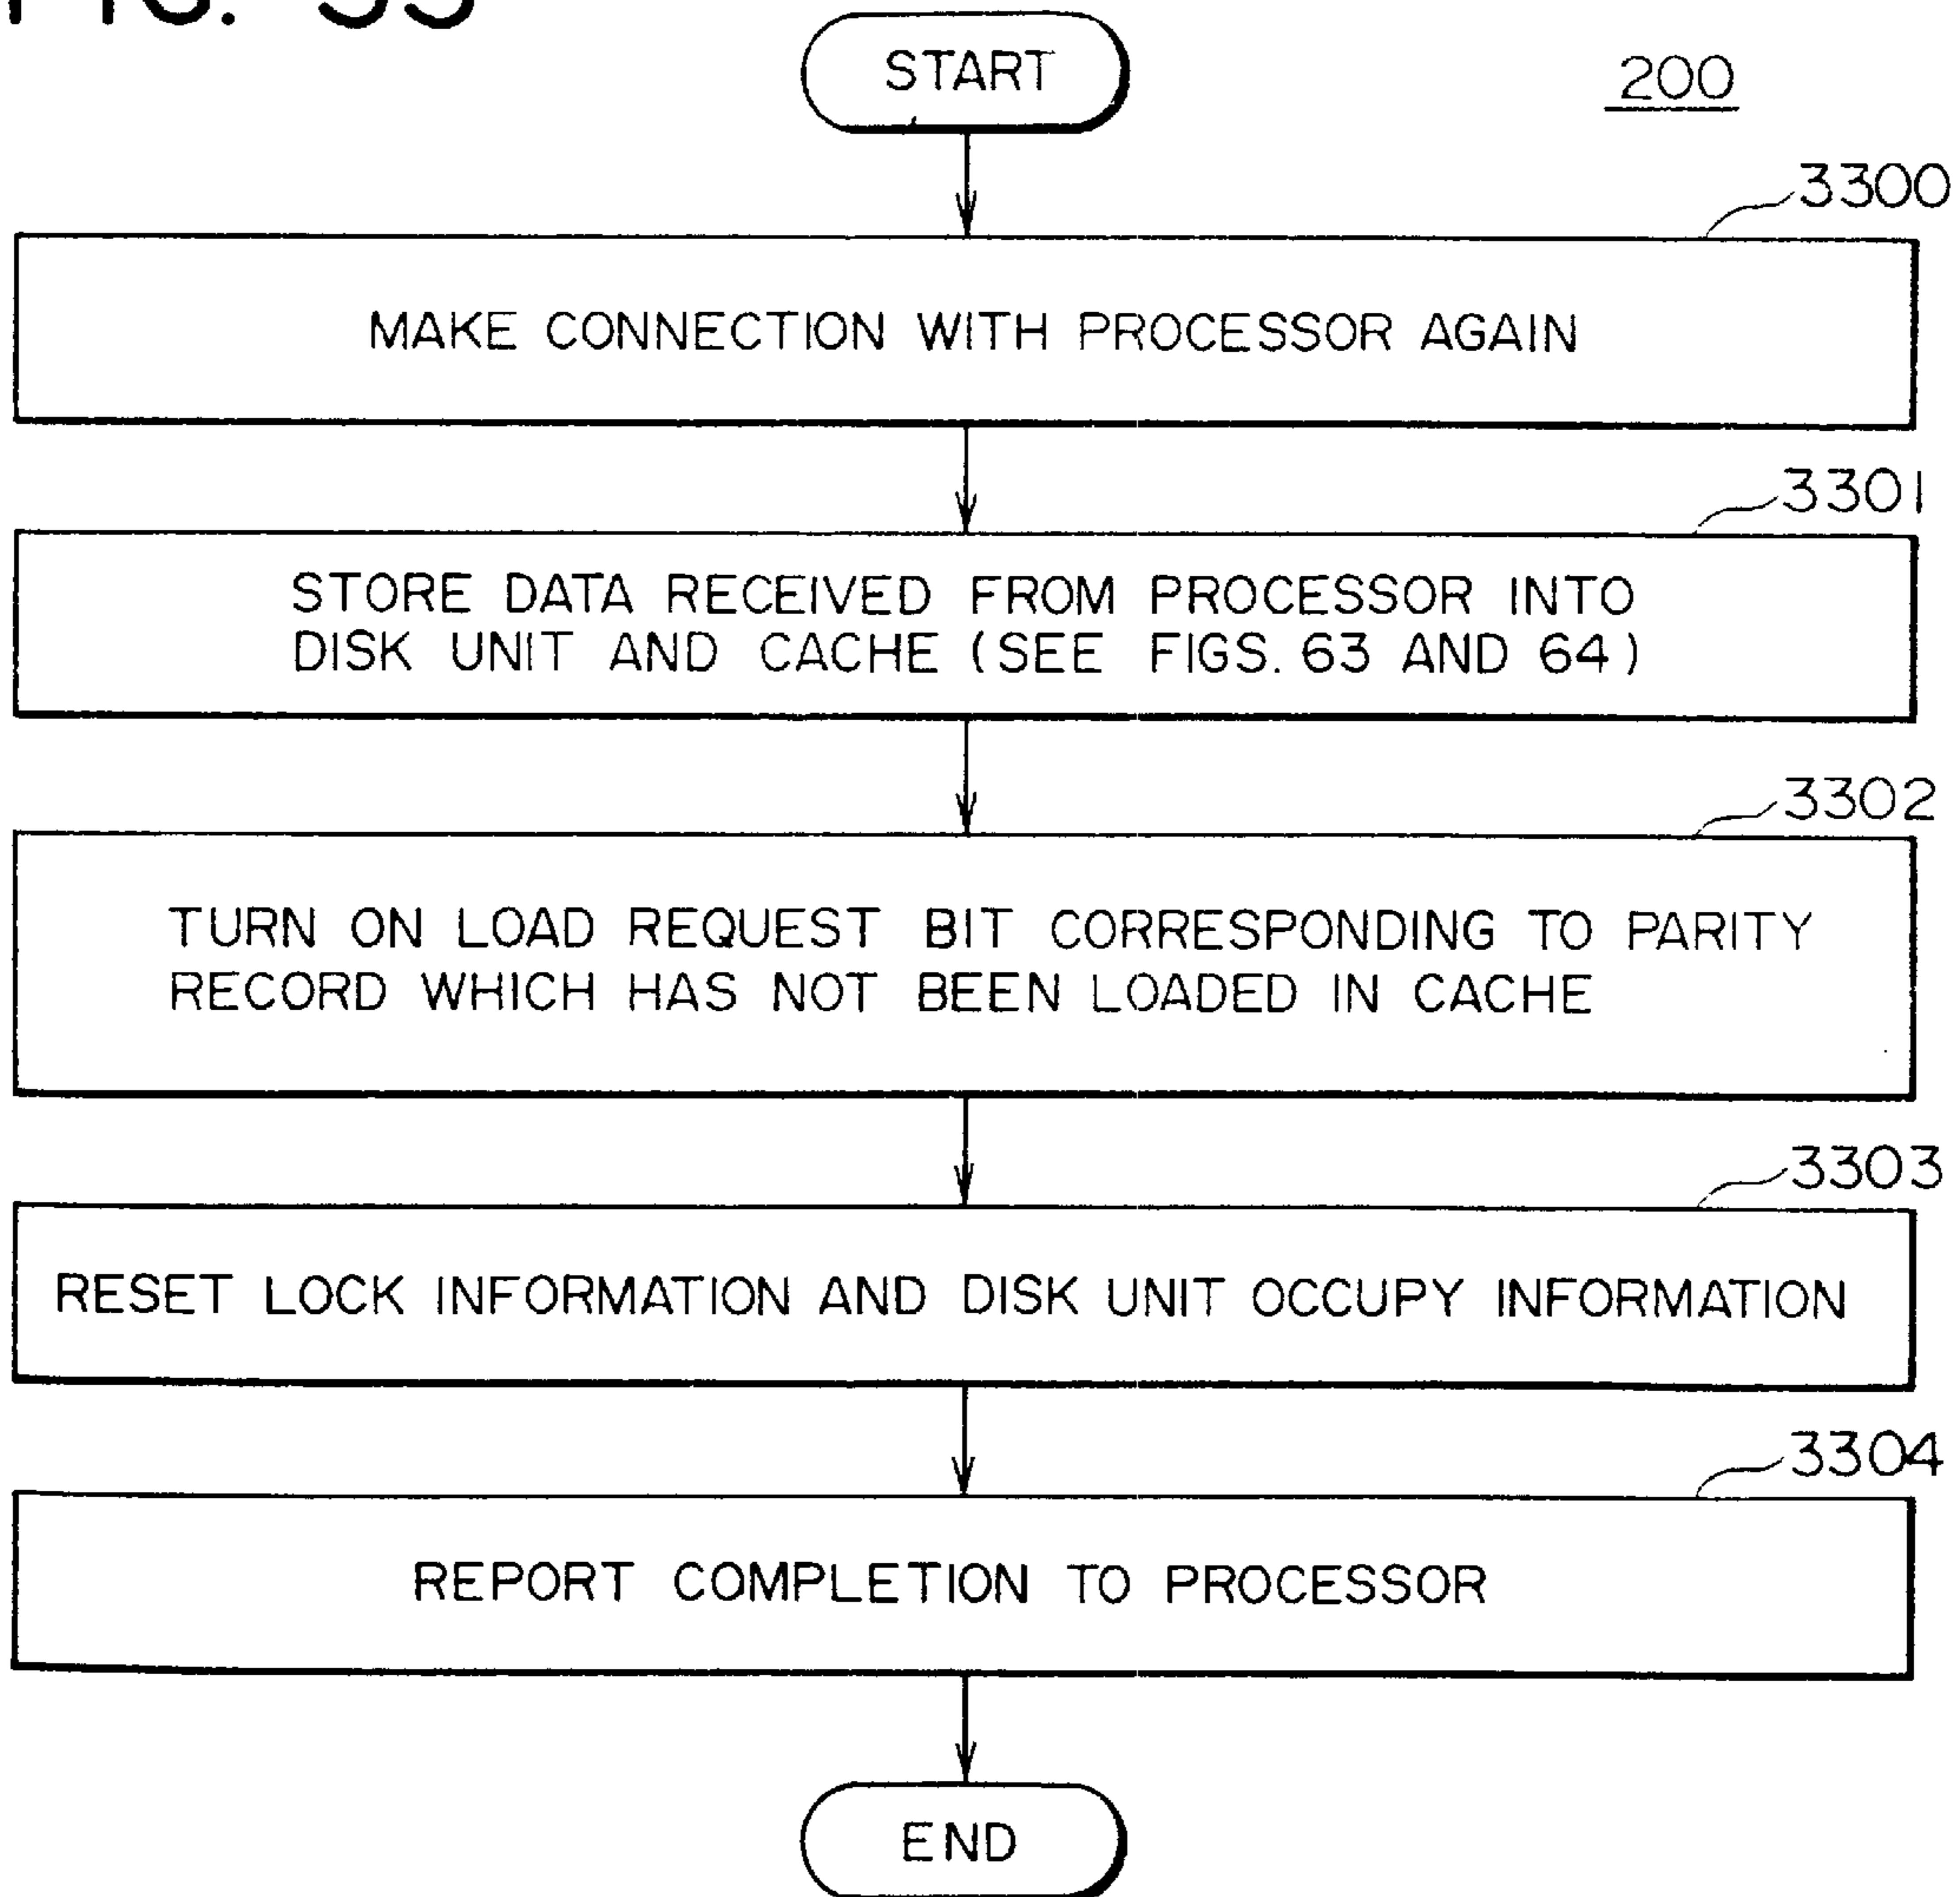 FIG.
START
200
3300
MAKE CONNECTION WITH PROCESSOR AGAIN
3301
STORE DATA RECEIVED FROM PROCESSOR INTO
DISK UNIT AND CACHE (SEE FIGS. 63 AND 64)
3302
TURN ON LOAD REQUEST BIT CORRESPONDING TO PARITY
RECORD WHICH HAS NOT BEEN LOADED IN CACHE
3303
RESET LOCK INFORMATION AND DISK UNIT OCCUPY INFORMATION
3304
REPORT COMPLETION TO PROCESSOR
END